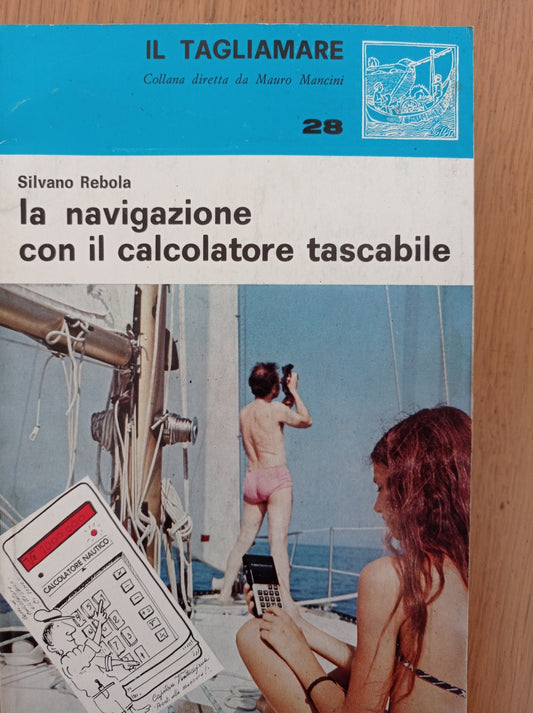 IL TAGLIAMARE
Collana diretta da Mauro Mancini
28
Silvano Rebola
la navigazione
con il calcolatore tascabile
CALCOLATORE NAUTICO